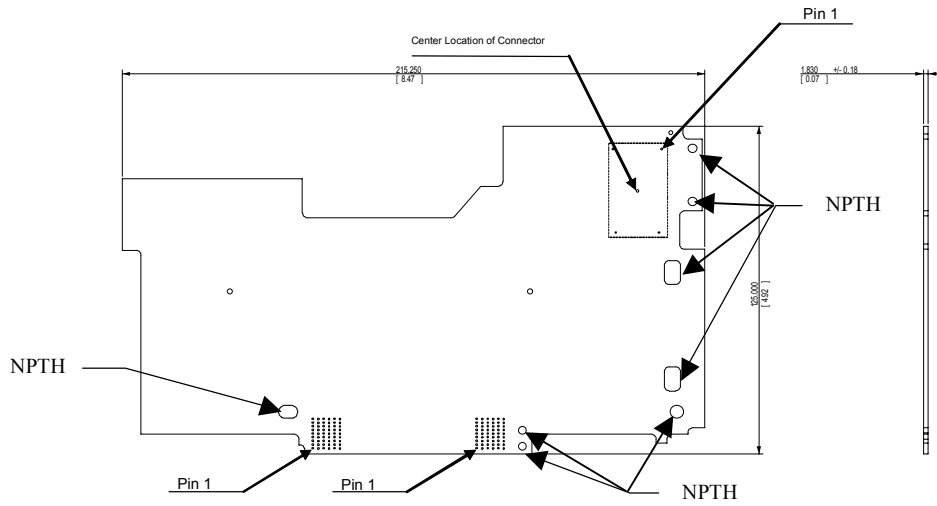 Pin 1
Center Location of Connector
215.250
[ 8.47 ]
1.830 +/- 0.18
[ 0.07 ]
NPTH
125.000
[ 4.92 ]
NPTH
Pin 1
Pin 1
NPTH